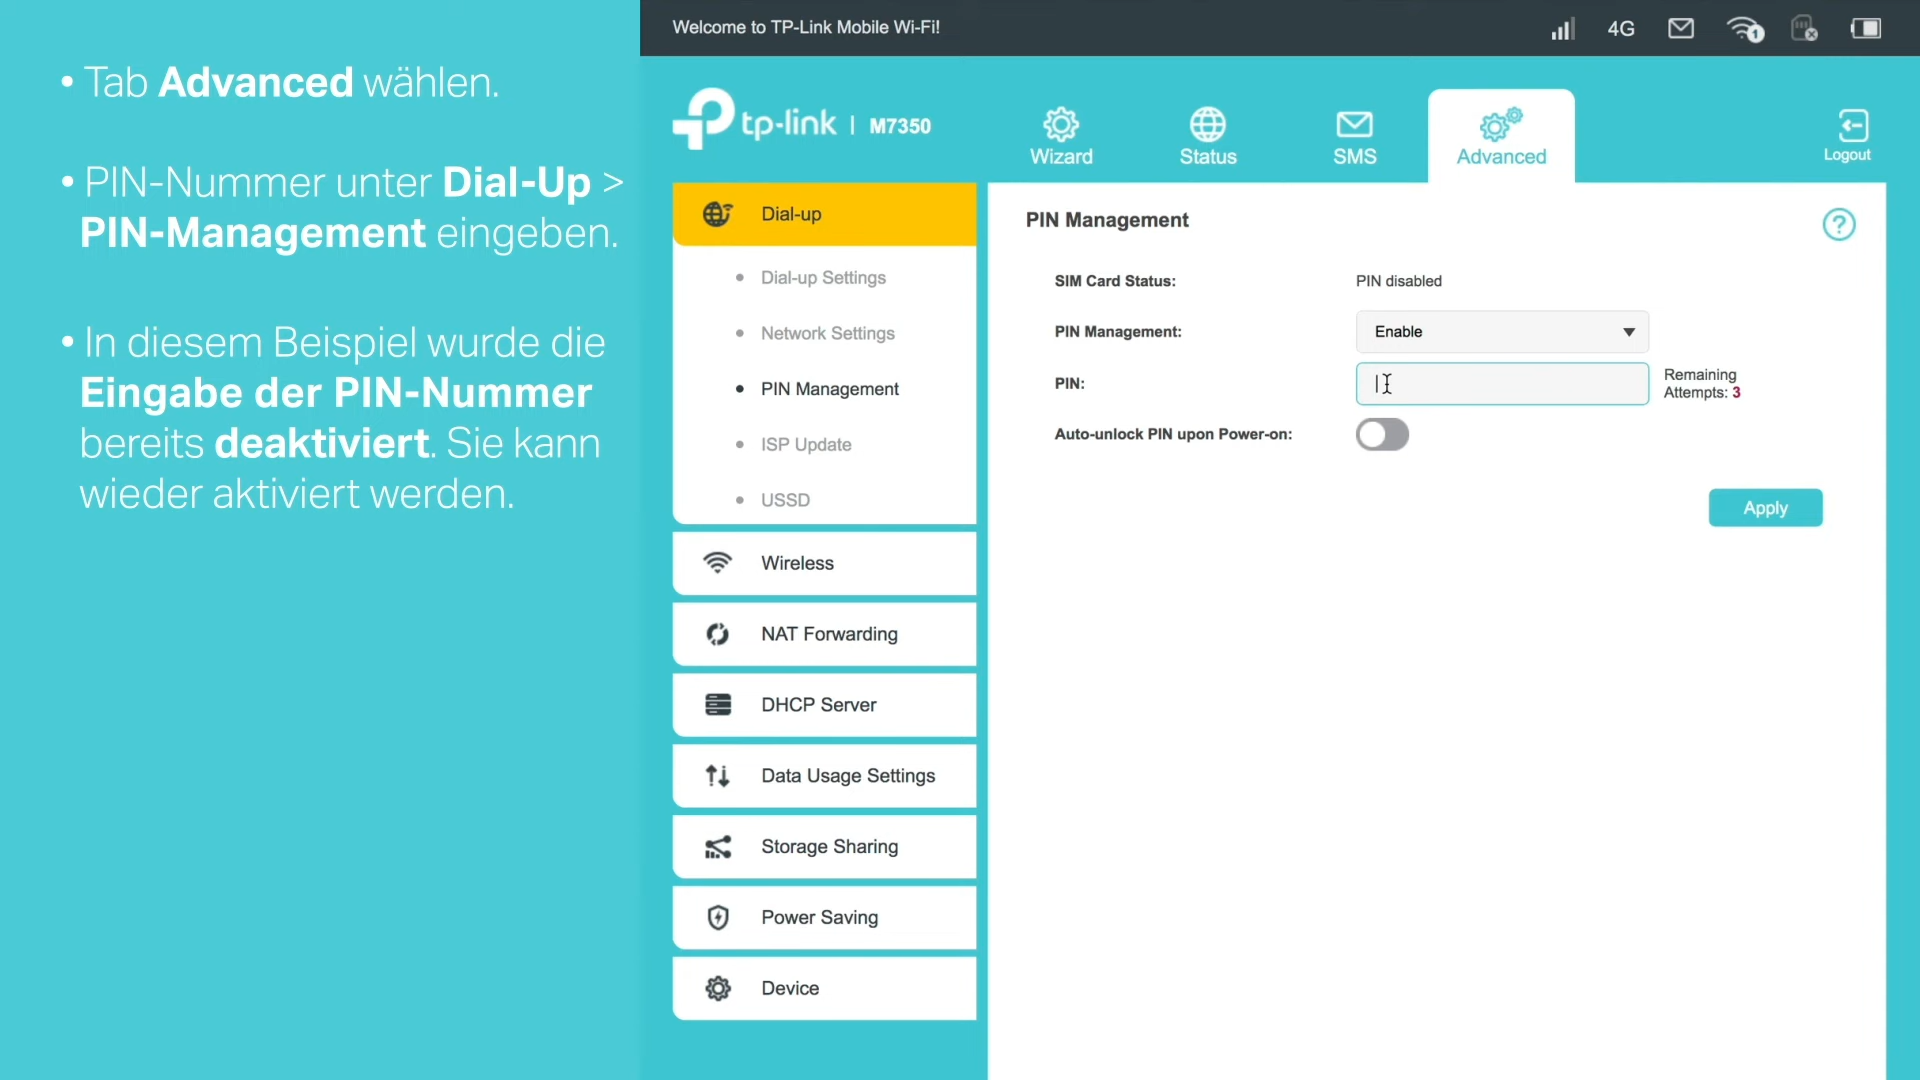 • Tab Advanced wählen.
• PIN-Nummer unter Dial-Up >
PIN-Management eingeben.
• In diesem Beispiel wurde die
Eingabe der PIN-Nummer
bereits deaktiviert. Sie kann
wieder aktiviert werden.
Welcome to TP-Link Mobile Wi-Fi!
4G
1
tp-link | M7350
Wizard
Status
SMS
Advanced
Logout
Dial-up
• Dial-up Settings
• Network Settings
• PIN Management
• ISP Update
• USSD
Wireless
NAT Forwarding
DHCP Server
Data Usage Settings
Storage Sharing
Power Saving
Device
PIN Management
?
SIM Card Status: PIN disabled
PIN Management: Enable
PIN:
Remaining
Attempts: 3
Auto-unlock PIN upon Power-on:
Apply